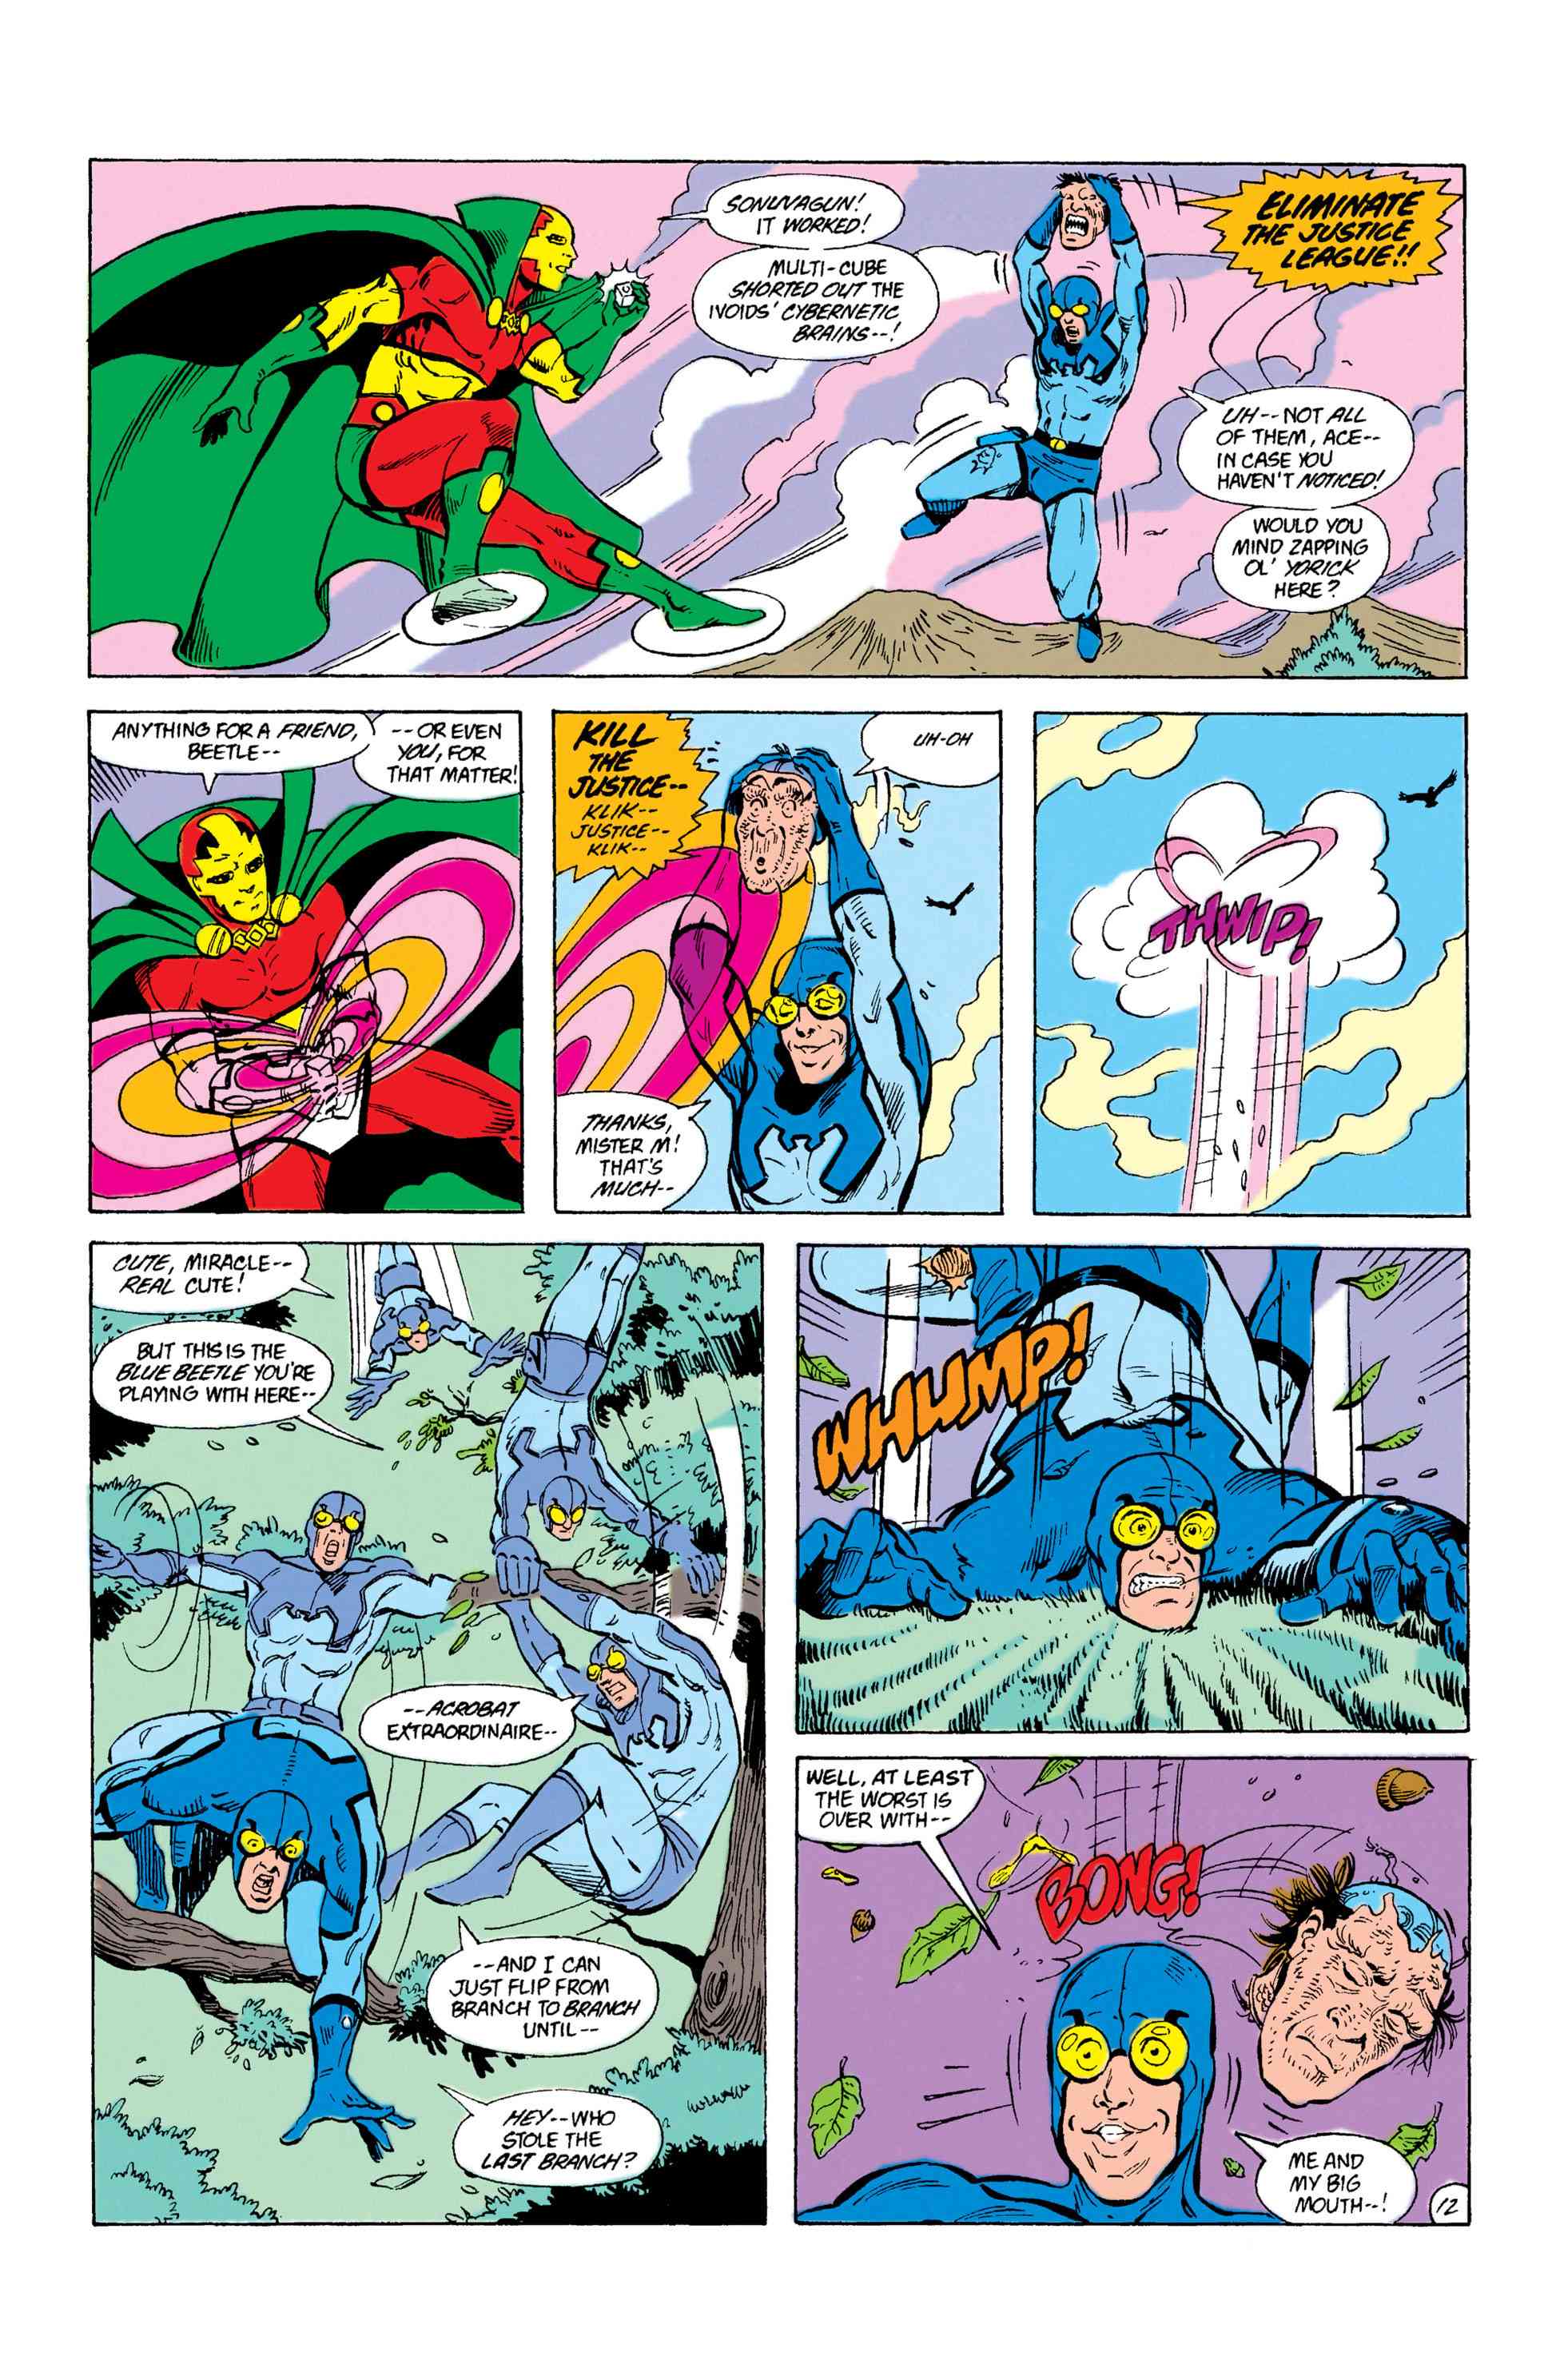 SONUVAGUN!
IT WORKED!
MULTI-CUBE
SHORTED OUT THE
IVOIDS' CYBERNETIC
BRAINS--!
ELIMINATE
THE JUSTICE
LEAGUE!!
UH-- NOT ALL
OF THEM, ACE--
IN CASE YOU
HAVEN'T NOTICED!
WOULD YOU
MIND ZAPPING
OL' YORICK
HERE?
ANYTHING FOR A FRIEND,
BEETLE--
--OR EVEN
YOU, FOR
THAT MATTER!
KILL
THE
JUSTICE--
KLIK--
JUSTICE--
KLIK--
THANKS,
MISTER M!
THAT'S
MUCH--
UH-OH
THWIP!
CUTE, MIRACLE--
REAL CUTE!
BUT THIS IS THE
BLUE BEETLE YOU'RE
PLAYING WITH HERE--
--ACROBAT
EXTRAORDINAIRE--
--AND I CAN
JUST FLIP FROM
BRANCH TO BRANCH
UNTIL--
HEY--WHO
STOLE THE
LAST BRANCH?
WHUMP!
WELL, AT LEAST
THE WORST IS
OVER WITH--
BONG!
ME AND
MY BIG
MOUTH--!
12